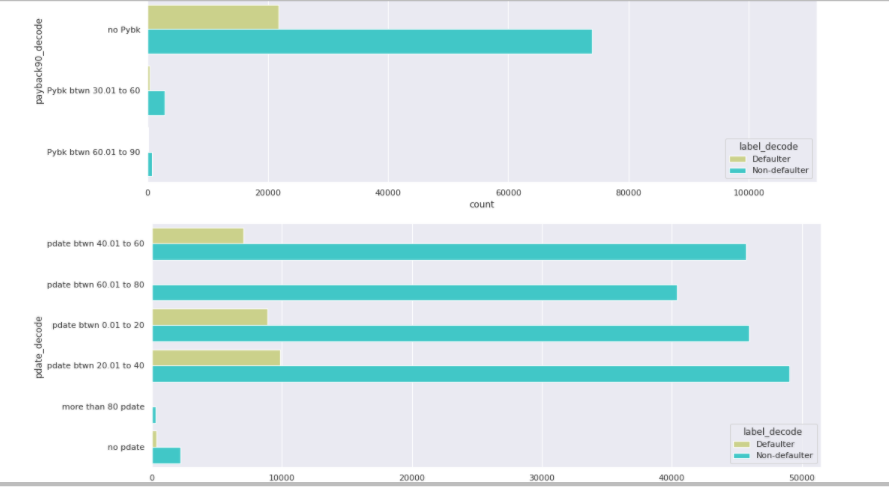 payback90_decode
no Pybk
Pybk btwn 30.01 to 60
Pybk btwn 60.01 to 90
label_decode
Defaulter
Non-defaulter
0 20000 40000 60000 80000 100000
count
pdate_decode
pdate btwn 40.01 to 60
pdate btwn 60.01 to 80
pdate btwn 0.01 to 20
pdate btwn 20.01 to 40
more than 80 pdate
no pdate
label_decode
Defaulter
Non-defaulter
0 10000 20000 30000 40000 50000